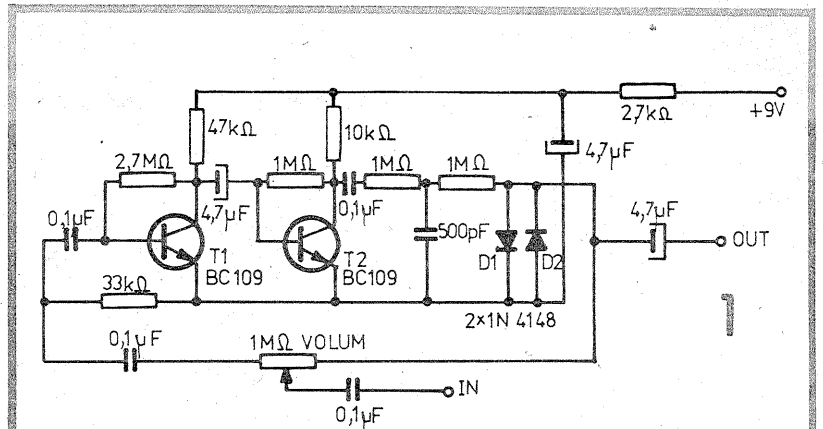 47kΩ
10kΩ
2,7kΩ
+9V
2,7MΩ
1MΩ
1MΩ
1MΩ
4,7µF
0,1µF
4,7µF
0,1µF
500pF
4,7µF
OUT
T1
BC109
T2
BC109
D1
D2
33kΩ
2×1N 4148
1
0,1µF
1MΩ VOLUM
IN
0,1µF